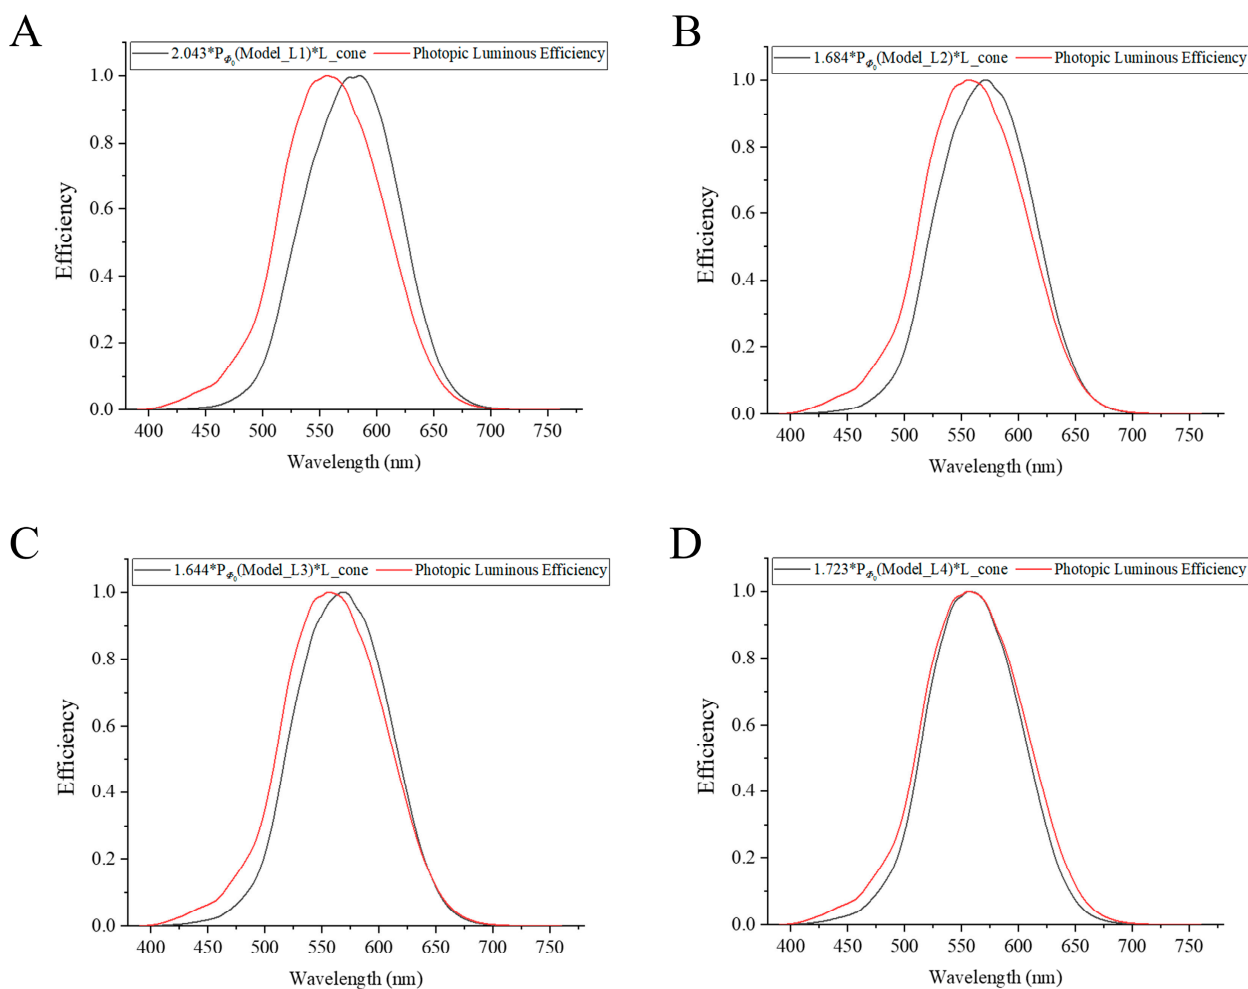 A
2.043*PΦ₀(Model_L1)*L_cone Photopic Luminous Efficiency
1.0
0.8
0.6
0.4
0.2
0.0
Efficiency
400 450 500 550 600 650 700 750
Wavelength (nm)
B
1.684*PΦ₀(Model_L2)*L_cone Photopic Luminous Efficiency
1.0
0.8
0.6
0.4
0.2
0.0
Efficiency
400 450 500 550 600 650 700 750
Wavelength (nm)
C
1.644*PΦ₀(Model_L3)*L_cone Photopic Luminous Efficiency
1.0
0.8
0.6
0.4
0.2
0.0
Efficiency
400 450 500 550 600 650 700 750
Wavelength (nm)
D
1.723*PΦ₀(Model_L4)*L_cone Photopic Luminous Efficiency
1.0
0.8
0.6
0.4
0.2
0.0
Efficiency
400 450 500 550 600 650 700 750
Wavelength (nm)